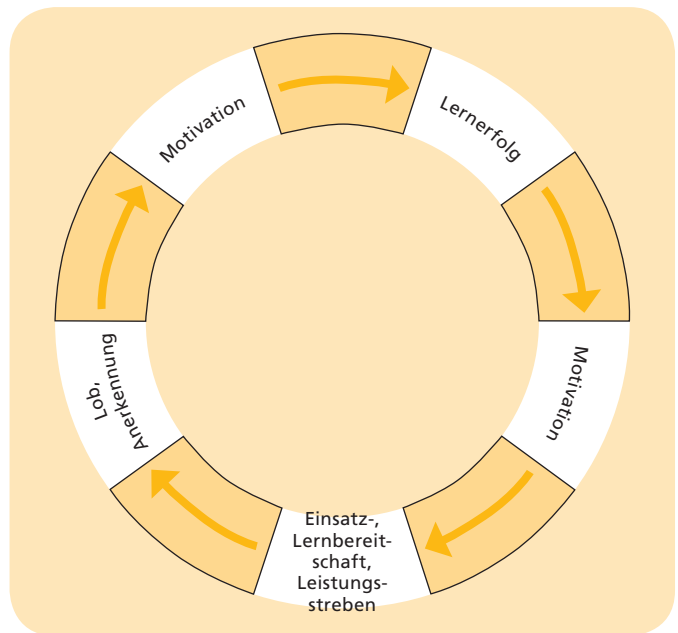 Motivation
Lernerfolg
Motivation
Einsatz-,
Lernbereit-
schaft,
Leistungs-
streben
Lob,
Anerkennung